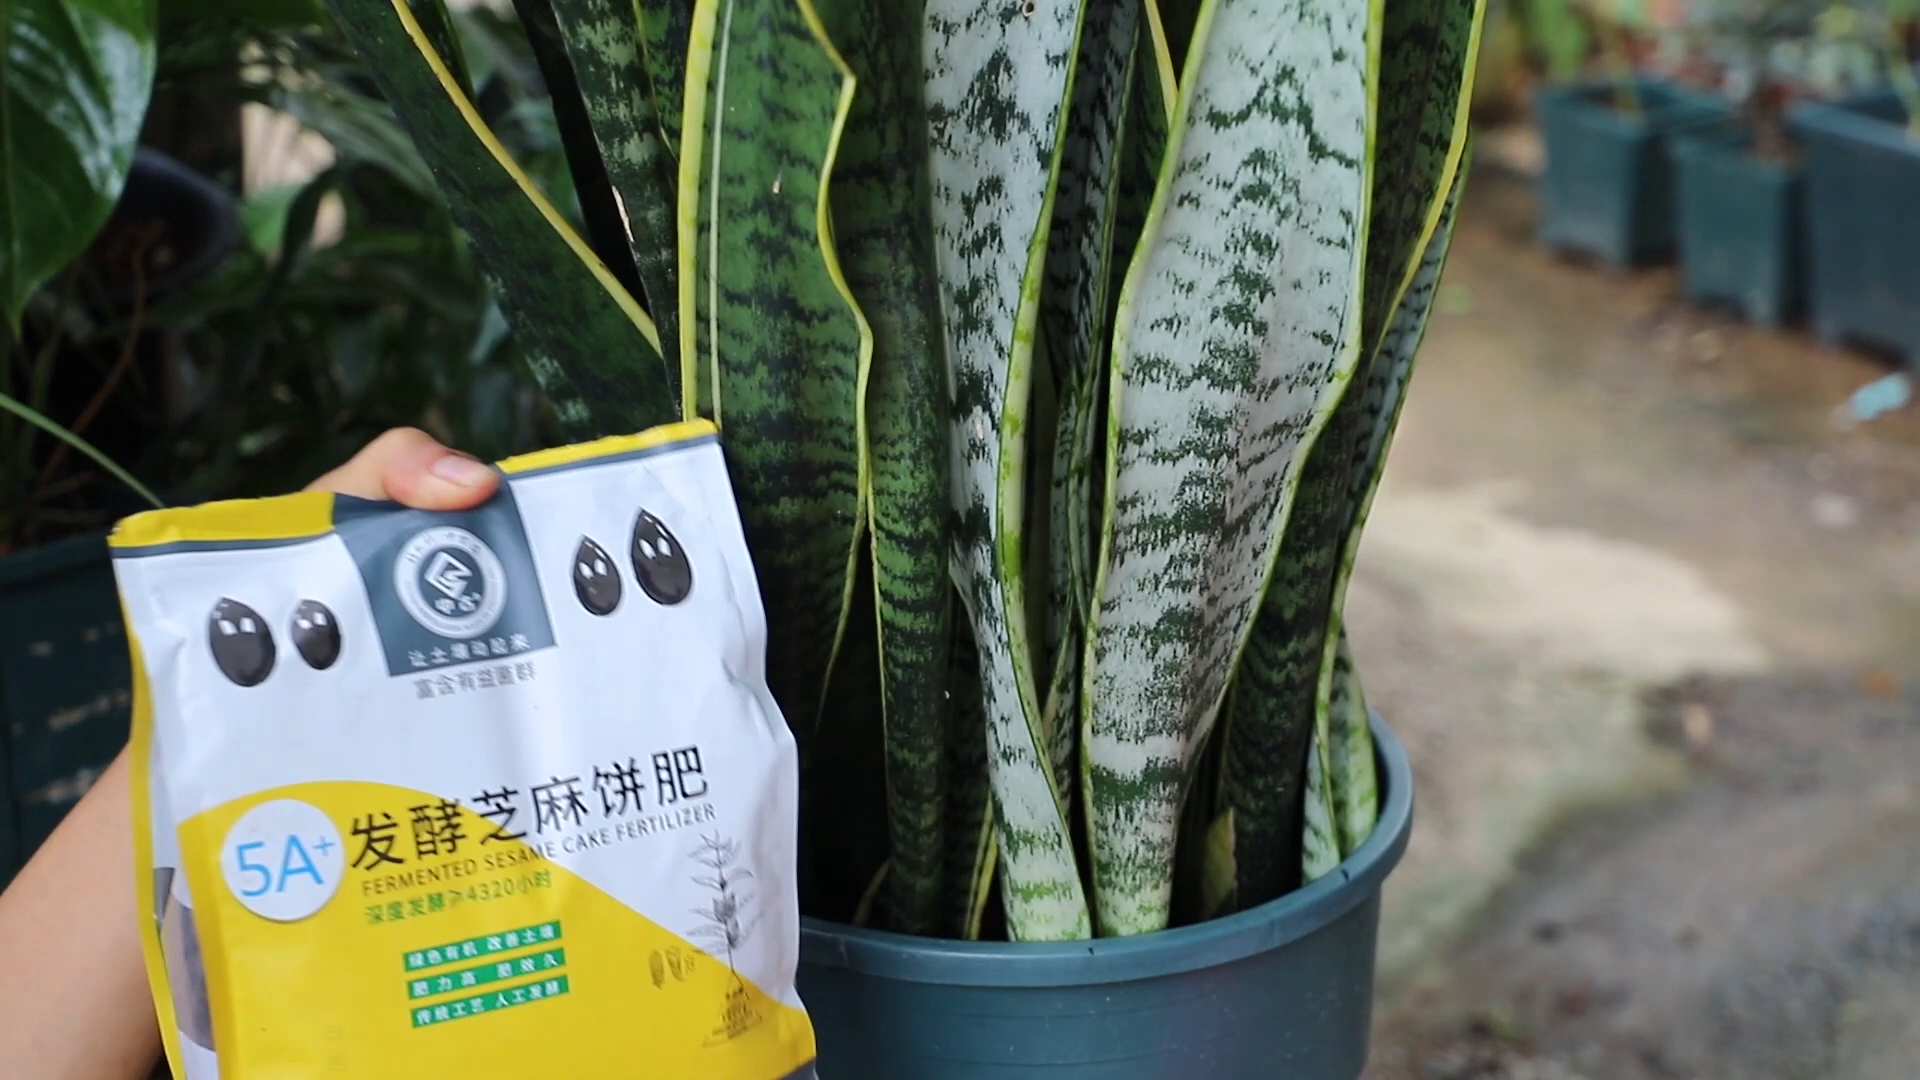 让土壤动起来
富含有益菌群
5A+
发酵芝麻饼肥
FERMENTED SESAME CAKE FERTILIZER
深度发酵≥4320小时
绿色有机 改善土壤
肥力高 肥效久
传统工艺 人工发酵